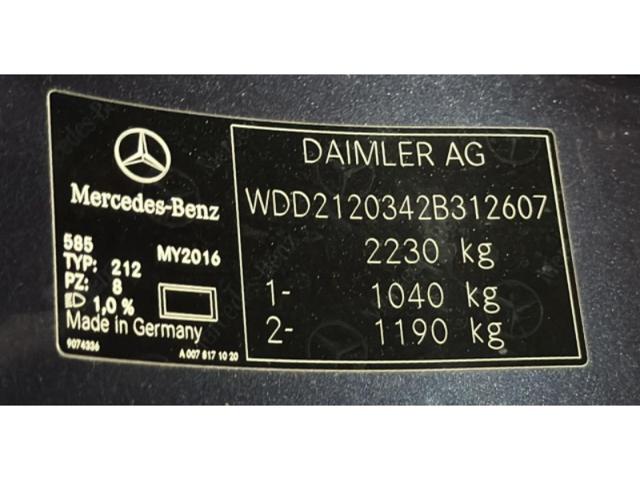 Mercedes-Benz
585
MY2016
TYP: 212
PZ: 8
1,0 %
Made in Germany
9074336
A 007 817 10 20
DAIMLER AG
WDD2120342B312607
2230 kg
1- 1040 kg
2- 1190 kg